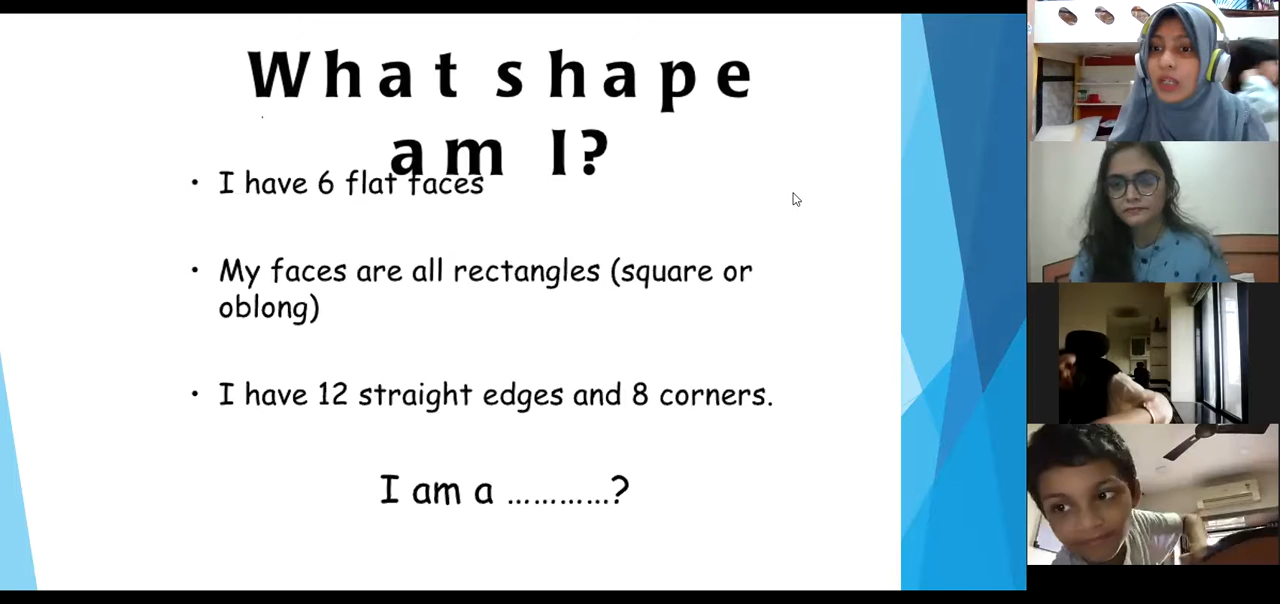 What shape
am I?
• I have 6 flat faces
• My faces are all rectangles (square or
oblong)
• I have 12 straight edges and 8 corners.
I am a ............?